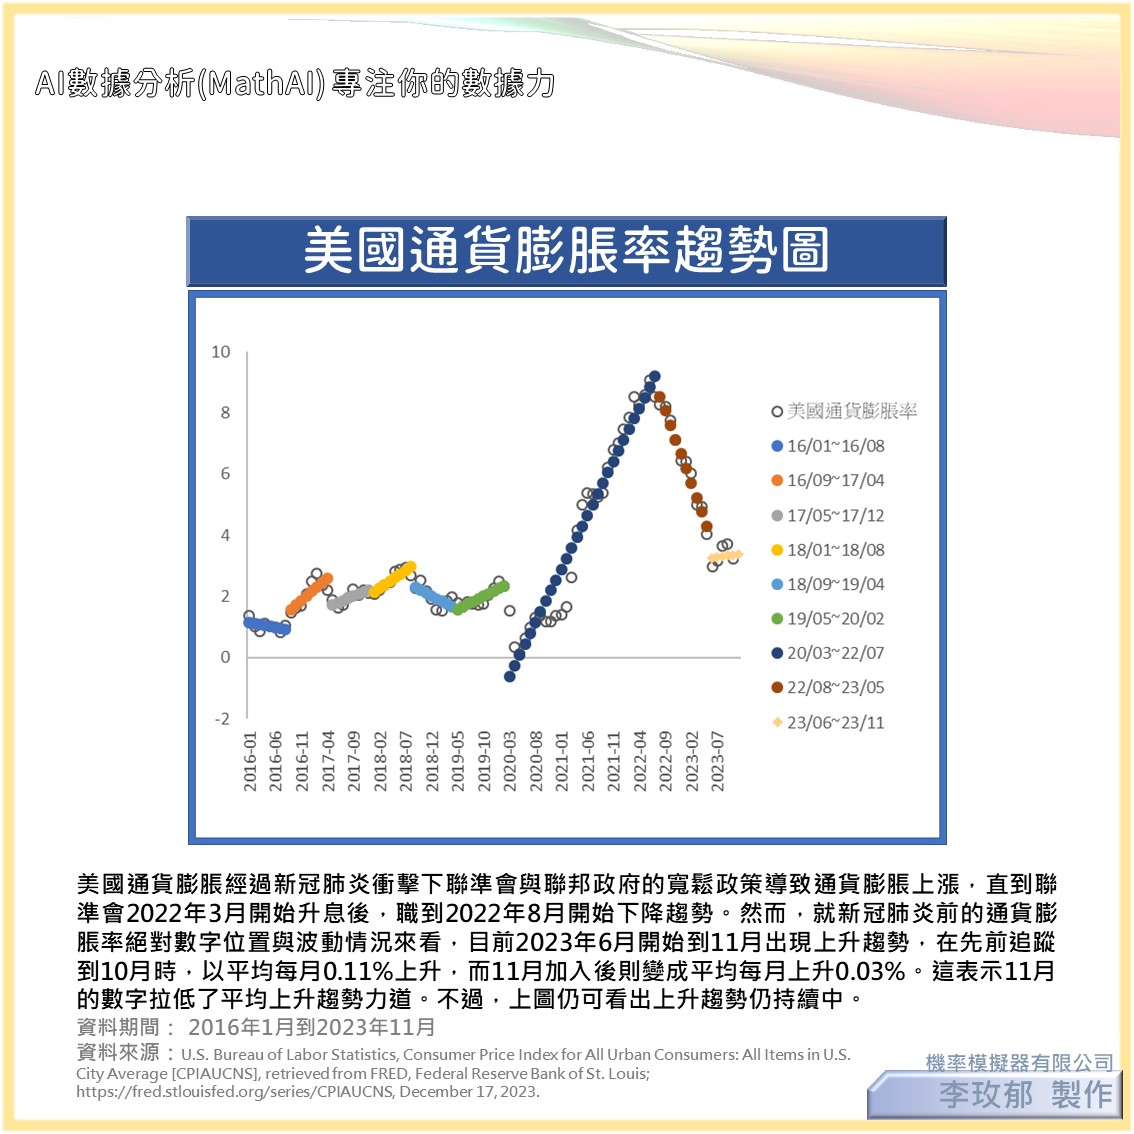 AI數據分析(MathAI) 專注你的數據力
美國通貨膨脹率趨勢圖
10
8
6
4
2
0
-2
2016-01
2016-06
2016-11
2017-04
2017-09
2018-02
2018-07
2018-12
2019-05
2019-10
2020-03
2020-08
2021-01
2021-06
2021-11
2022-04
2022-09
2023-02
2023-07
美國通貨膨脹率
16/01~16/08
16/09~17/04
17/05~17/12
18/01~18/08
18/09~19/04
19/05~20/02
20/03~22/07
22/08~23/05
23/06~23/11
美國通貨膨脹經過新冠肺炎衝擊下聯準會與聯邦政府的寬鬆政策導致通貨膨脹上漲，直到聯
準會2022年3月開始升息後，職到2022年8月開始下降趨勢。然而，就新冠肺炎前的通貨膨
脹率絕對數字位置與波動情況來看，目前2023年6月開始到11月出現上升趨勢，在先前追蹤
到10月時，以平均每月0.11%上升，而11月加入後則變成平均每月上升0.03%。這表示11月
的數字拉低了平均上升趨勢力道。不過，上圖仍可看出上升趨勢仍持續中。
資料期間： 2016年1月到2023年11月
資料來源：U.S. Bureau of Labor Statistics, Consumer Price Index for All Urban Consumers: All Items in U.S.
City Average [CPIAUCNS], retrieved from FRED, Federal Reserve Bank of St. Louis;
https://fred.stlouisfed.org/series/CPIAUCNS, December 17, 2023.
機率模擬器有限公司
李玫郁 製作